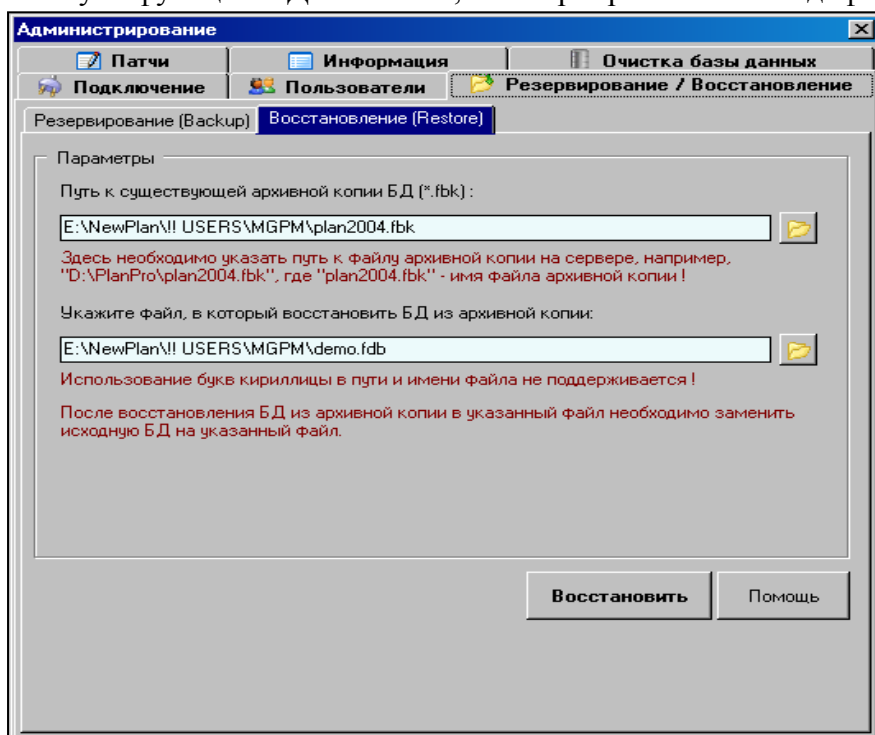 Администрирование
Патчи Информация Очистка базы данных
Подключение Пользователи Резервирование / Восстановление
Резервирование (Backup) Восстановление (Restore)
Параметры
Путь к существующей архивной копии БД (*.fbk) :
E:\NewPlan\!! USERS\MGPM\plan2004.fbk
Здесь необходимо указать путь к файлу архивной копии на сервере, например,
"D:\PlanPro\plan2004.fbk", где "plan2004.fbk" - имя файла архивной копии !
Укажите файл, в который восстановить БД из архивной копии:
E:\NewPlan\!! USERS\MGPM\demo.fdb
Использование букв кириллицы в пути и имени файла не поддерживается !
После восстановления БД из архивной копии в указанный файл необходимо заменить
исходную БД на указанный файл.
Восстановить Помощь